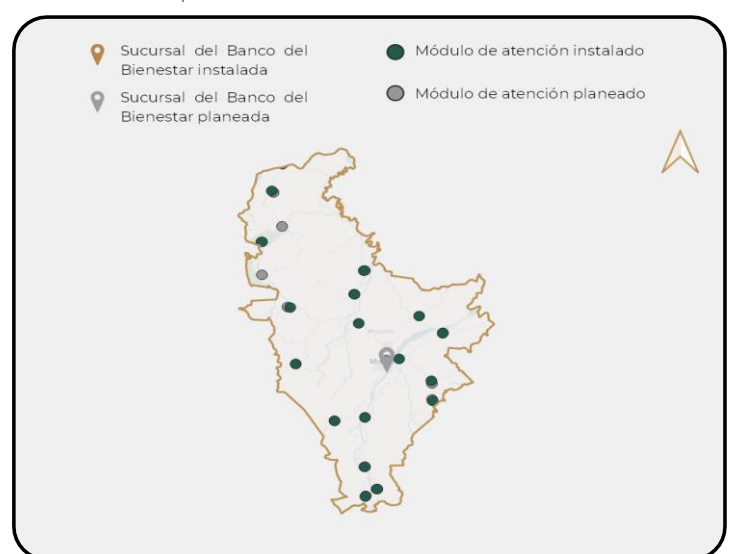 Sucursal del Banco del
Bienestar instalada
Sucursal del Banco del
Bienestar planeada
Módulo de atención instalado
Módulo de atención planeado